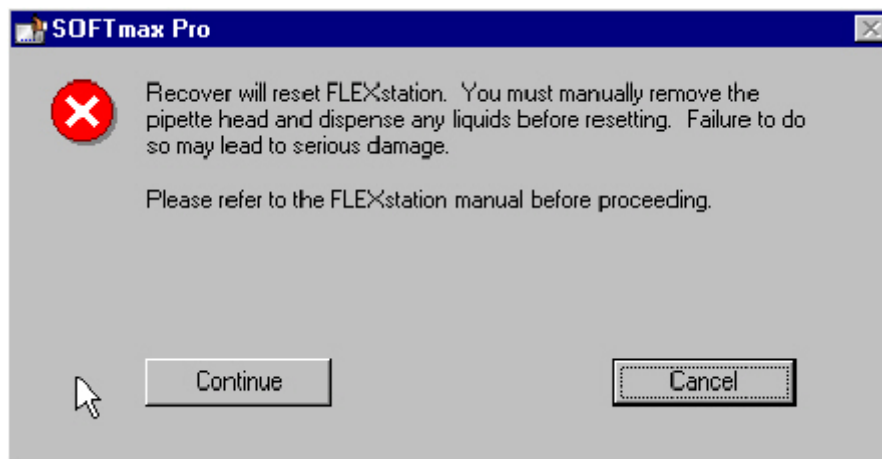 SOFTmax Pro
Recover will reset FLEXstation. You must manually remove the
pipette head and dispense any liquids before resetting. Failure to do
so may lead to serious damage.
Please refer to the FLEXstation manual before proceeding.
Continue
Cancel